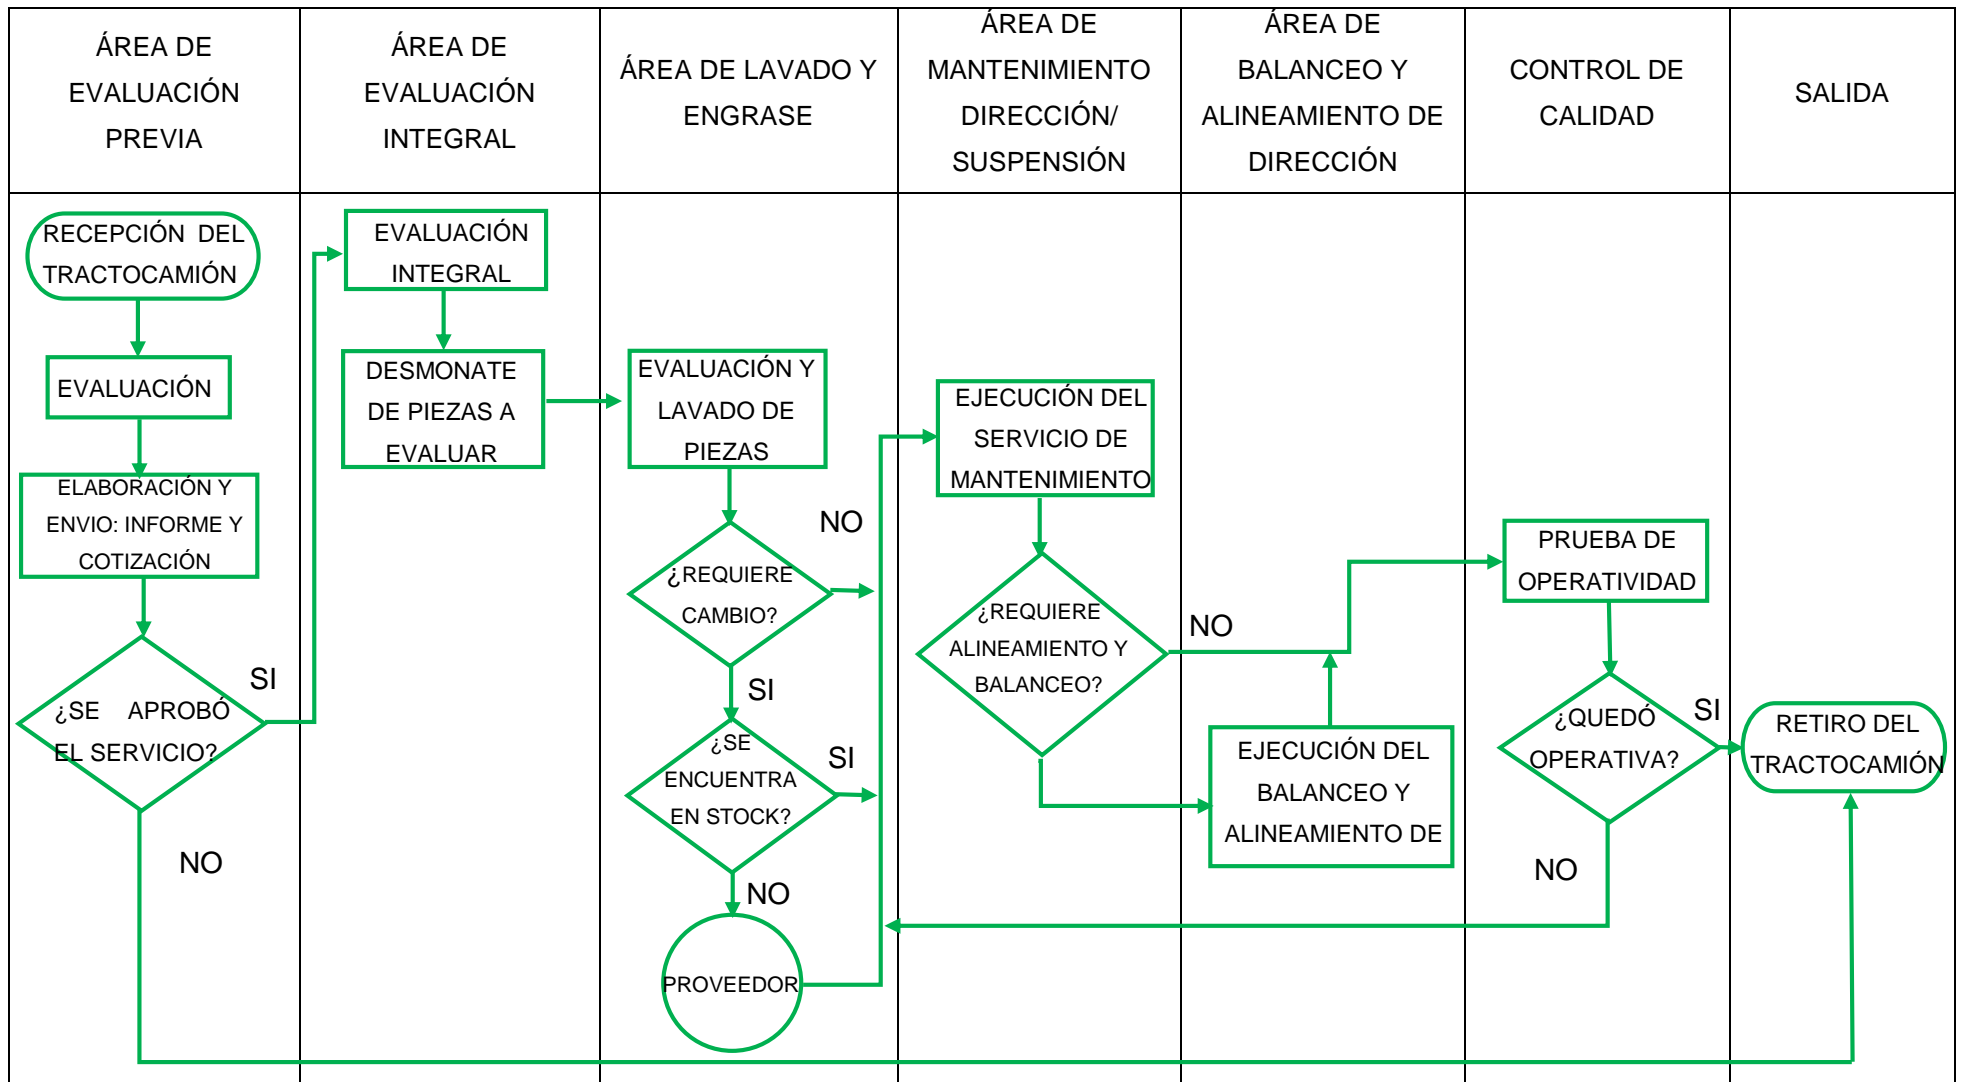 ÁREA DE
EVALUACIÓN
PREVIA
ÁREA DE
EVALUACIÓN
INTEGRAL
ÁREA DE LAVADO Y
ENGRASE
ÁREA DE
MANTENIMIENTO
DIRECCIÓN/
SUSPENSIÓN
ÁREA DE
BALANCEO Y
ALINEAMIENTO DE
DIRECCIÓN
CONTROL DE
CALIDAD
SALIDA
RECEPCIÓN DEL
TRACTOCAMIÓN
EVALUACIÓN
ELABORACIÓN Y
ENVIO: INFORME Y
COTIZACIÓN
¿SE APROBÓ
EL SERVICIO?
SI
NO
EVALUACIÓN
INTEGRAL
DESMONATE
DE PIEZAS A
EVALUAR
EVALUACIÓN Y
LAVADO DE
PIEZAS
NO
¿REQUIERE
CAMBIO?
SI
¿SE
ENCUENTRA
EN STOCK?
SI
NO
PROVEEDOR
EJECUCIÓN DEL
SERVICIO DE
MANTENIMIENTO
¿REQUIERE
ALINEAMIENTO Y
BALANCEO?
NO
EJECUCIÓN DEL
BALANCEO Y
ALINEAMIENTO DE
PRUEBA DE
OPERATIVIDAD
¿QUEDÓ
OPERATIVA?
SI
NO
RETIRO DEL
TRACTOCAMIÓN